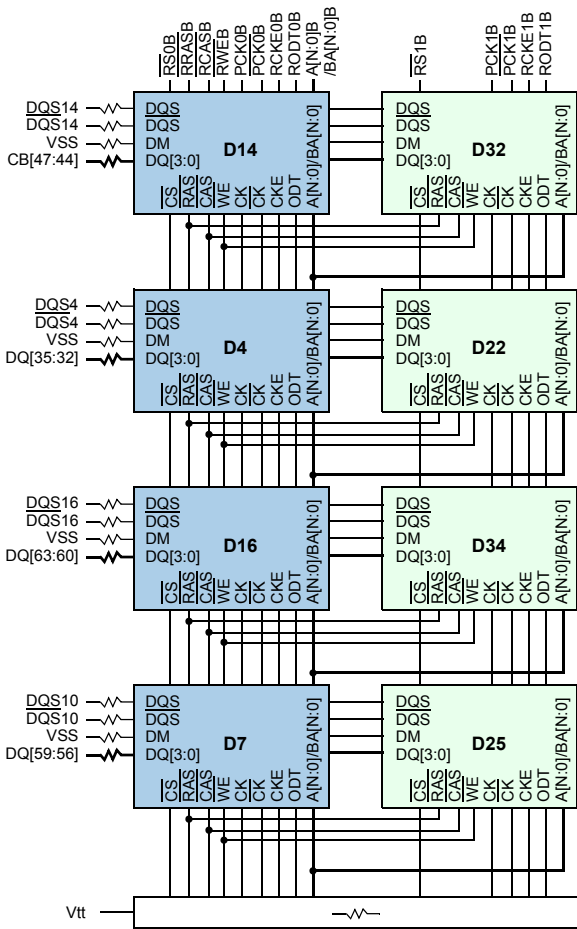 RS0B RRASB RCASB RWEB PCK0B PCK0B RCKE0B RODT0B A[N:0]B /BA[N:0]B RS1B PCK1B PCK1B RCKE1B RODT1B
DQS14 DQS DQS
DQS14 DQS DQS
VSS DM D14 DM D32
CB[47:44] DQ[3:0] DQ[3:0]
CS RAS CAS WE CK CK CKE ODT A[N:0]/BA[N:0] CS RAS CAS WE CK CK CKE ODT A[N:0]/BA[N:0]
DQS4 DQS DQS
DQS4 DQS DQS
VSS DM D4 DM D22
DQ[35:32] DQ[3:0] DQ[3:0]
CS RAS CAS WE CK CK CKE ODT A[N:0]/BA[N:0] CS RAS CAS WE CK CK CKE ODT A[N:0]/BA[N:0]
DQS16 DQS DQS
DQS16 DQS DQS
VSS DM D16 DM D34
DQ[63:60] DQ[3:0] DQ[3:0]
CS RAS CAS WE CK CK CKE ODT A[N:0]/BA[N:0] CS RAS CAS WE CK CK CKE ODT A[N:0]/BA[N:0]
DQS10 DQS DQS
DQS10 DQS DQS
VSS DM D7 DM D25
DQ[59:56] DQ[3:0] DQ[3:0]
CS RAS CAS WE CK CK CKE ODT A[N:0]/BA[N:0] CS RAS CAS WE CK CK CKE ODT A[N:0]/BA[N:0]
Vtt